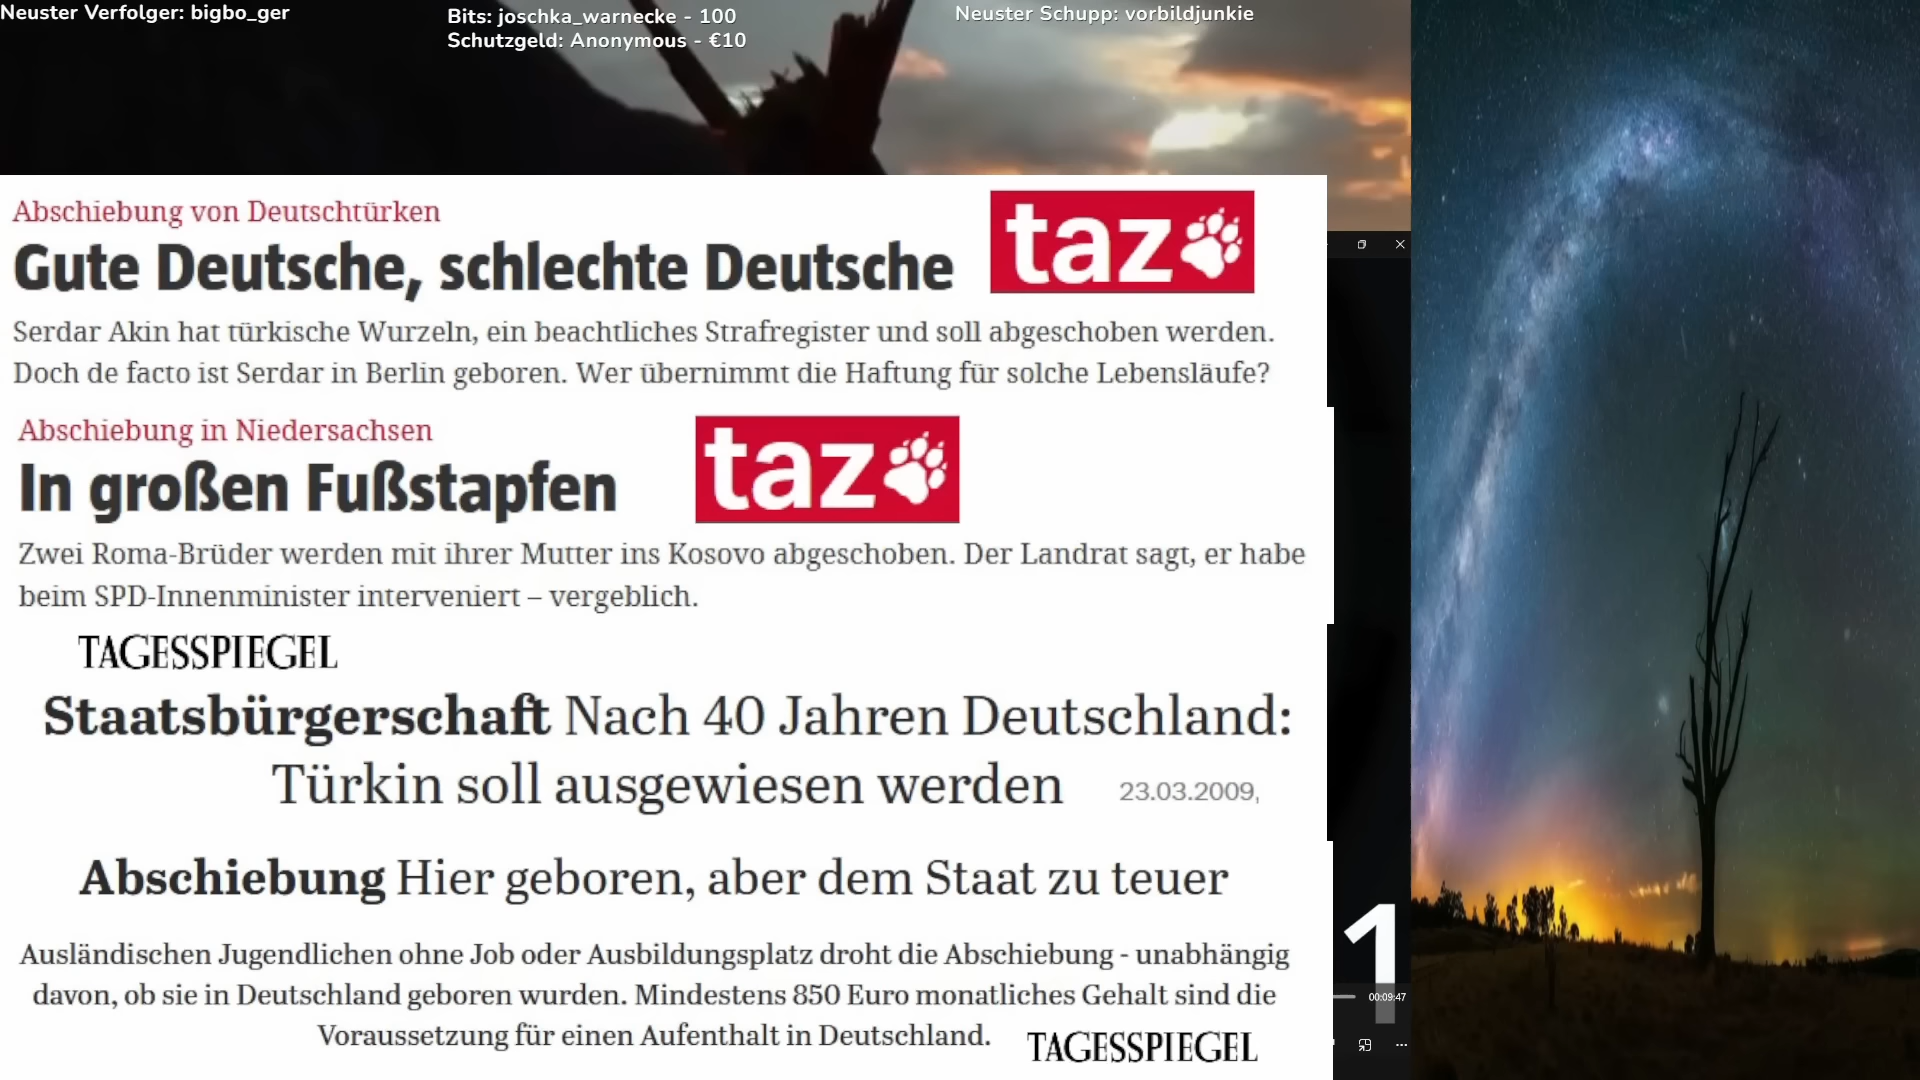 Neuster Verfolger: bigbo_ger
Bits: joschka_warnecke - 100
Schutzgeld: Anonymous - €10
Neuster Schupp: vorbildjunkie
Abschiebung von Deutschtürken
Gute Deutsche, schlechte Deutsche
taz
Serdar Akin hat türkische Wurzeln, ein beachtliches Strafregister und soll abgeschoben werden.
Doch de facto ist Serdar in Berlin geboren. Wer übernimmt die Haftung für solche Lebensläufe?
Abschiebung in Niedersachsen
In großen Fußstapfen
taz
Zwei Roma-Brüder werden mit ihrer Mutter ins Kosovo abgeschoben. Der Landrat sagt, er habe
beim SPD-Innenminister interveniert – vergeblich.
TAGESSPIEGEL
Staatsbürgerschaft Nach 40 Jahren Deutschland:
Türkin soll ausgewiesen werden
23.03.2009,
Abschiebung Hier geboren, aber dem Staat zu teuer
Ausländischen Jugendlichen ohne Job oder Ausbildungsplatz droht die Abschiebung - unabhängig
davon, ob sie in Deutschland geboren wurden. Mindestens 850 Euro monatliches Gehalt sind die
Voraussetzung für einen Aufenthalt in Deutschland.
TAGESSPIEGEL
1
00:09:47